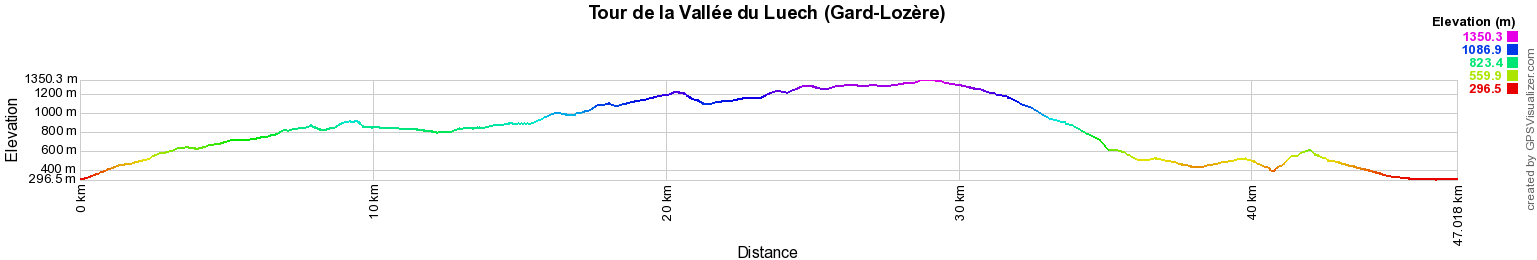 Tour de la Vallée du Luech (Gard-Lozère)
Elevation (m)
1350.3
1086.9
823.4
559.9
296.5
1350.3 m
1200 m
1000 m
800 m
600 m
400 m
296.5 m
Elevation
0 km
10 km
20 km
30 km
40 km
47.018 km
Distance
created by GPSVisualizer.com